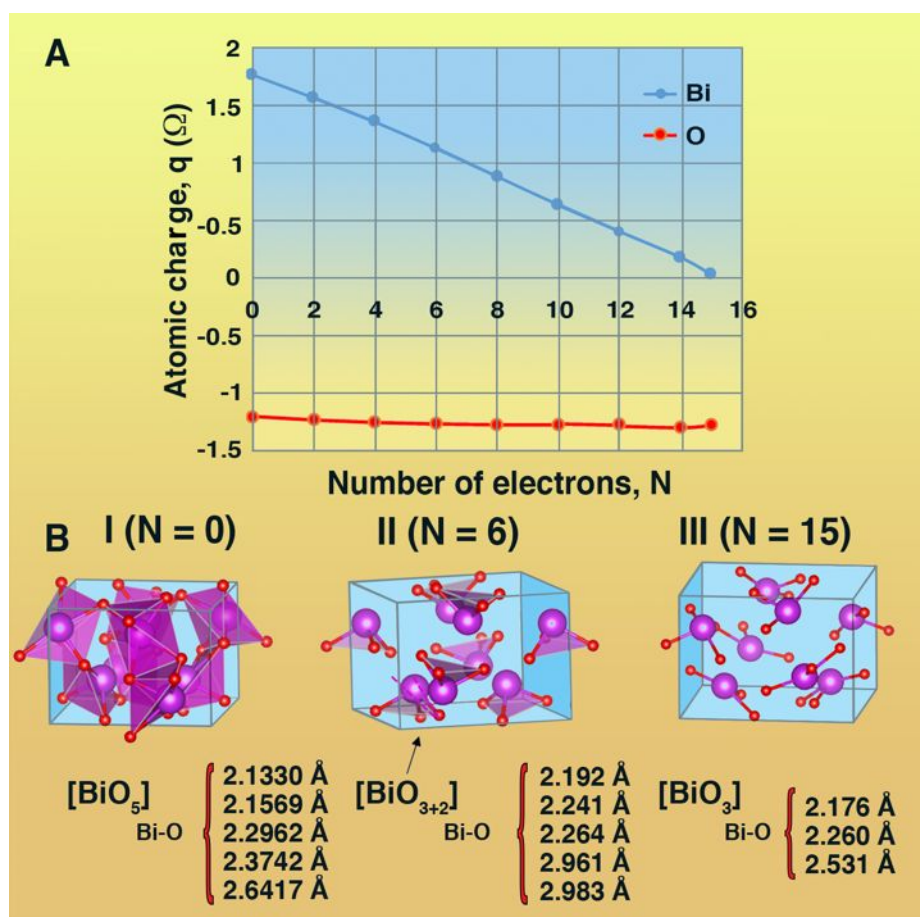 A
Atomic charge, q (Ω)
2
1.5
1
-0.5
0
-0.5
-1
-1.5
Bi
O
0 2 4 6 8 10 12 14 16
Number of electrons, N
B
I (N = 0) II (N = 6) III (N = 15)
[BiO5]
Bi-O
2.1330 Å
2.1569 Å
2.2962 Å
2.3742 Å
2.6417 Å
[BiO3+2]
Bi-O
2.192 Å
2.241 Å
2.264 Å
2.961 Å
2.983 Å
[BiO3]
Bi-O
2.176 Å
2.260 Å
2.531 Å